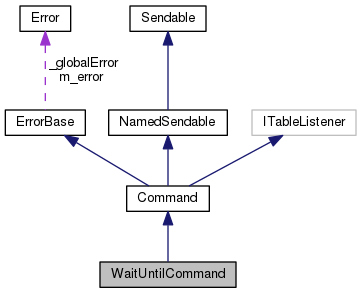 Error
Sendable
_globalError
m_error
ErrorBase
NamedSendable
ITableListener
Command
WaitUntilCommand